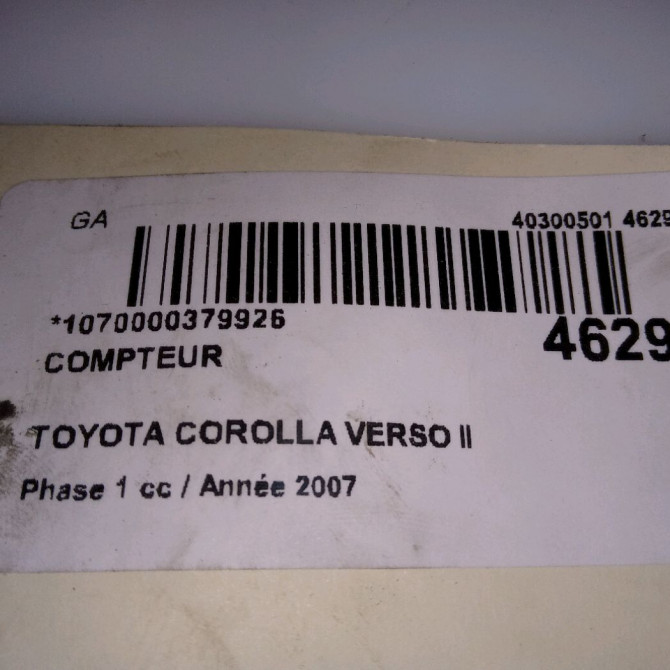 GA
40300501 4629
*1070000379926
4629
COMPTEUR
TOYOTA COROLLA VERSO II
Phase 1 cc / Année 2007